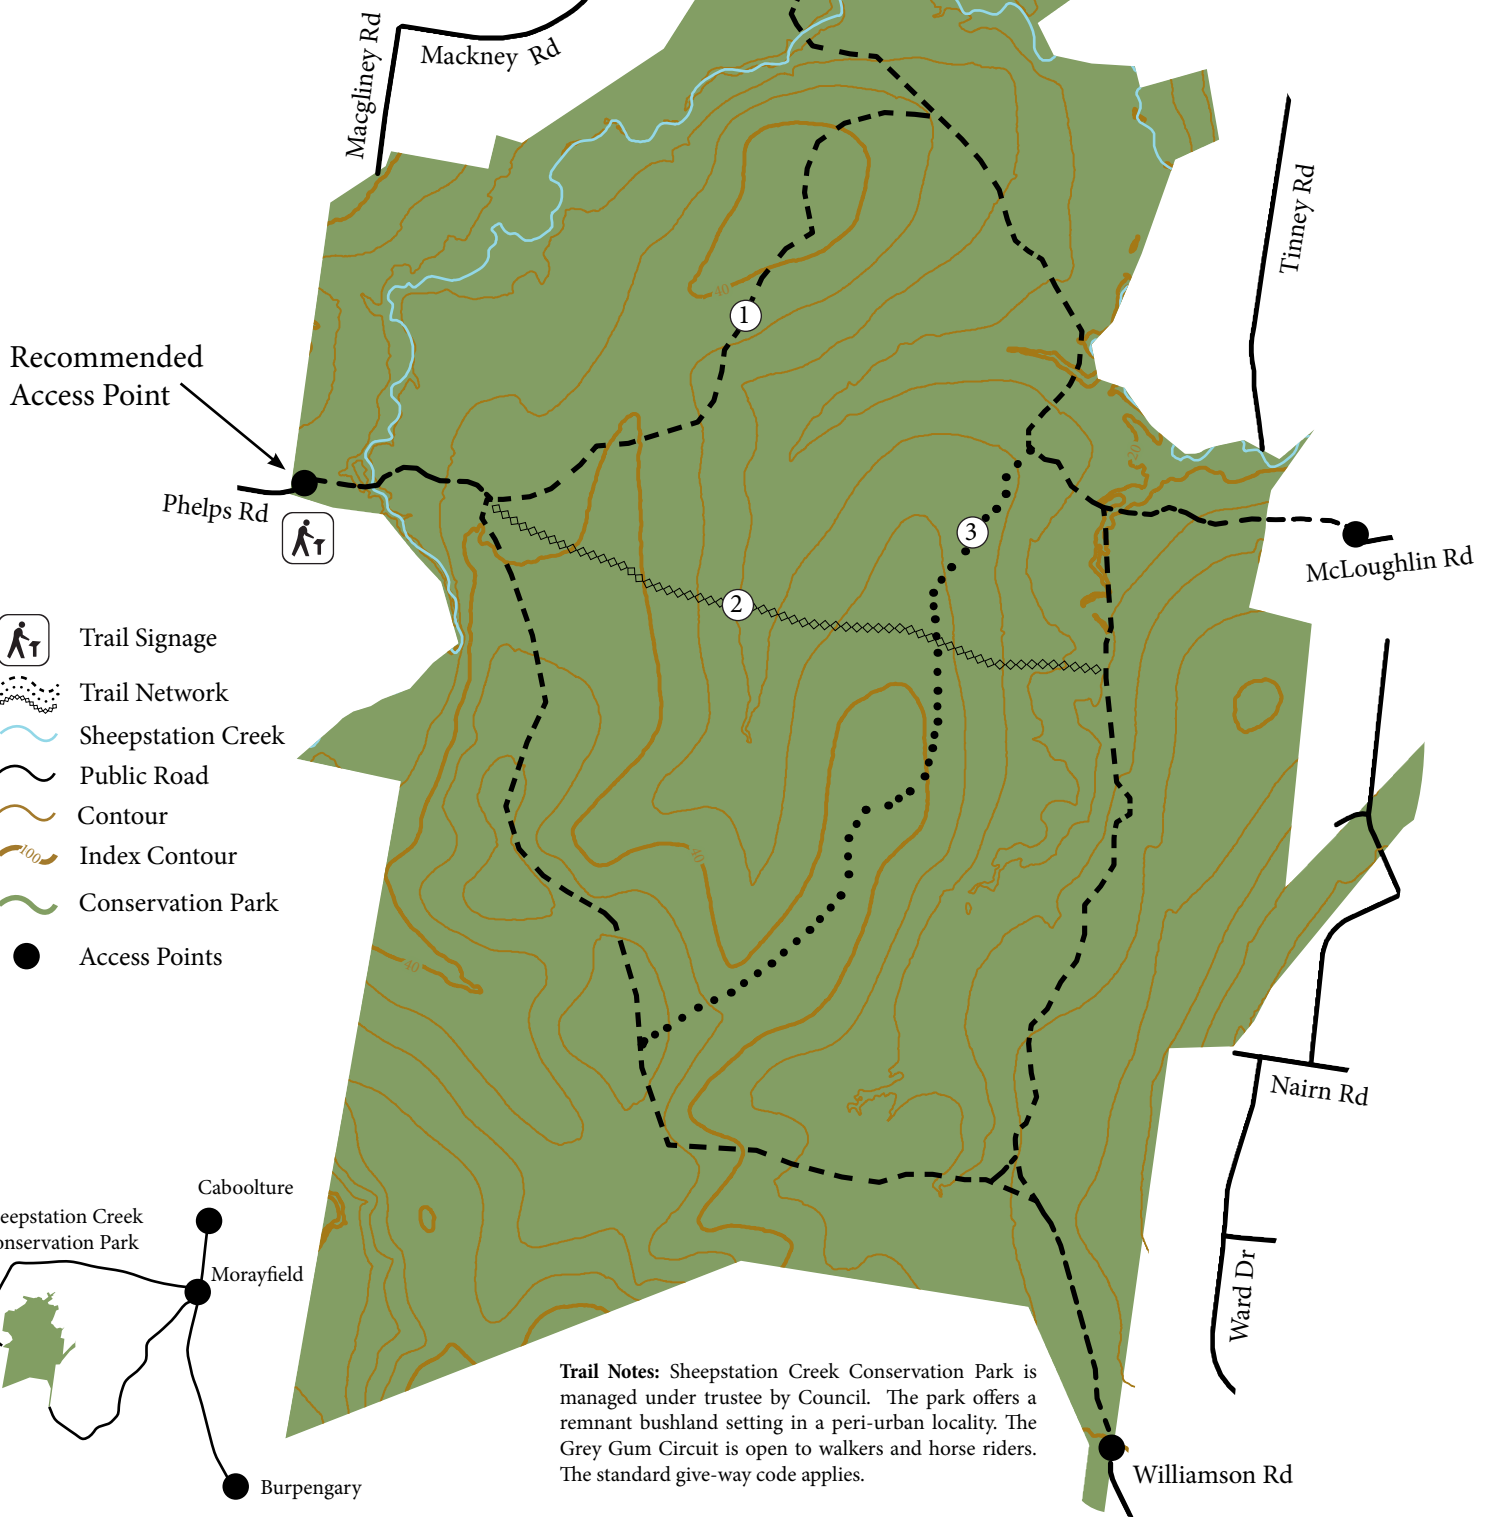 Macgliney Rd
Mackney Rd
Tinney Rd
40
1
Recommended
Access Point
20
Phelps Rd
3
McLoughlin Rd
2
Trail Signage
Trail Network
Sheepstation Creek
Public Road
Contour
100
Index Contour
40
Conservation Park
Access Points
40
Nairn Rd
Caboolture
eepstation Creek
onservation Park
Morayfield
Ward Dr
Trail Notes: Sheepstation Creek Conservation Park is
managed under trustee by Council. The park offers a
remnant bushland setting in a peri-urban locality. The
Grey Gum Circuit is open to walkers and horse riders.
The standard give-way code applies.
Williamson Rd
Burpengary